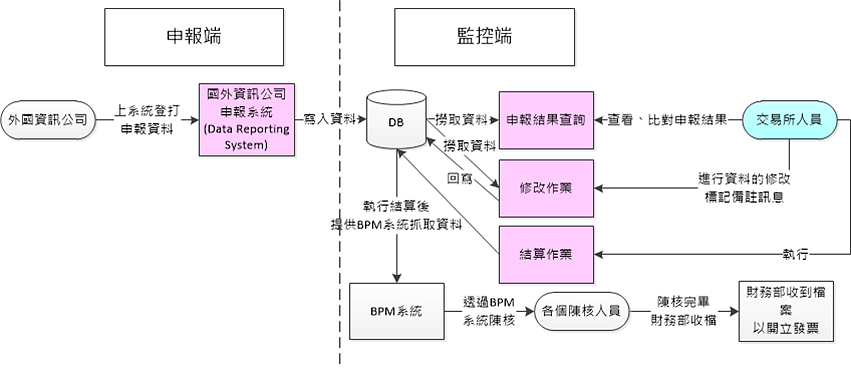 申報端
監控端
外國資訊公司
上系統登打
申報資料
國外資訊公司
申報系統
(Data Reporting
System)
寫入資料
DB
撈取資料
申報結果查詢
查看、比對申報結果
交易所人員
撈取資料
回寫
修改作業
進行資料的修改
標記備註訊息
執行結算後
提供BPM系統抓取資料
結算作業
執行
BPM系統
透過BPM
系統陳核
各個陳核人員
陳核完畢
財務部收檔
財務部收到檔
案
以開立發票